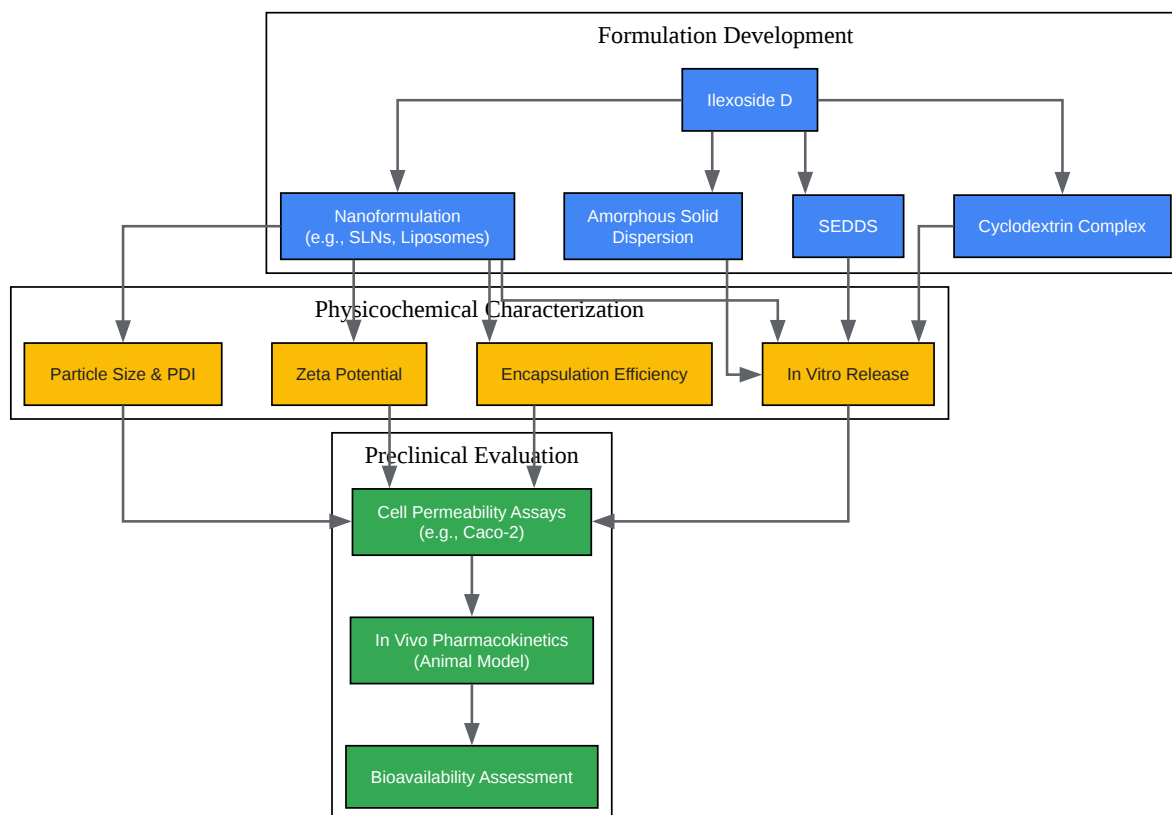 Formulation Development
Ilexoside D
Nanoformulation
(e.g., SLNs, Liposomes)
Amorphous Solid
Dispersion
SEDDS
Cyclodextrin Complex
Physicochemical Characterization
Particle Size & PDI
Zeta Potential
Encapsulation Efficiency
In Vitro Release
Preclinical Evaluation
Cell Permeability Assays
(e.g., Caco-2)
In Vivo Pharmacokinetics
(Animal Model)
Bioavailability Assessment